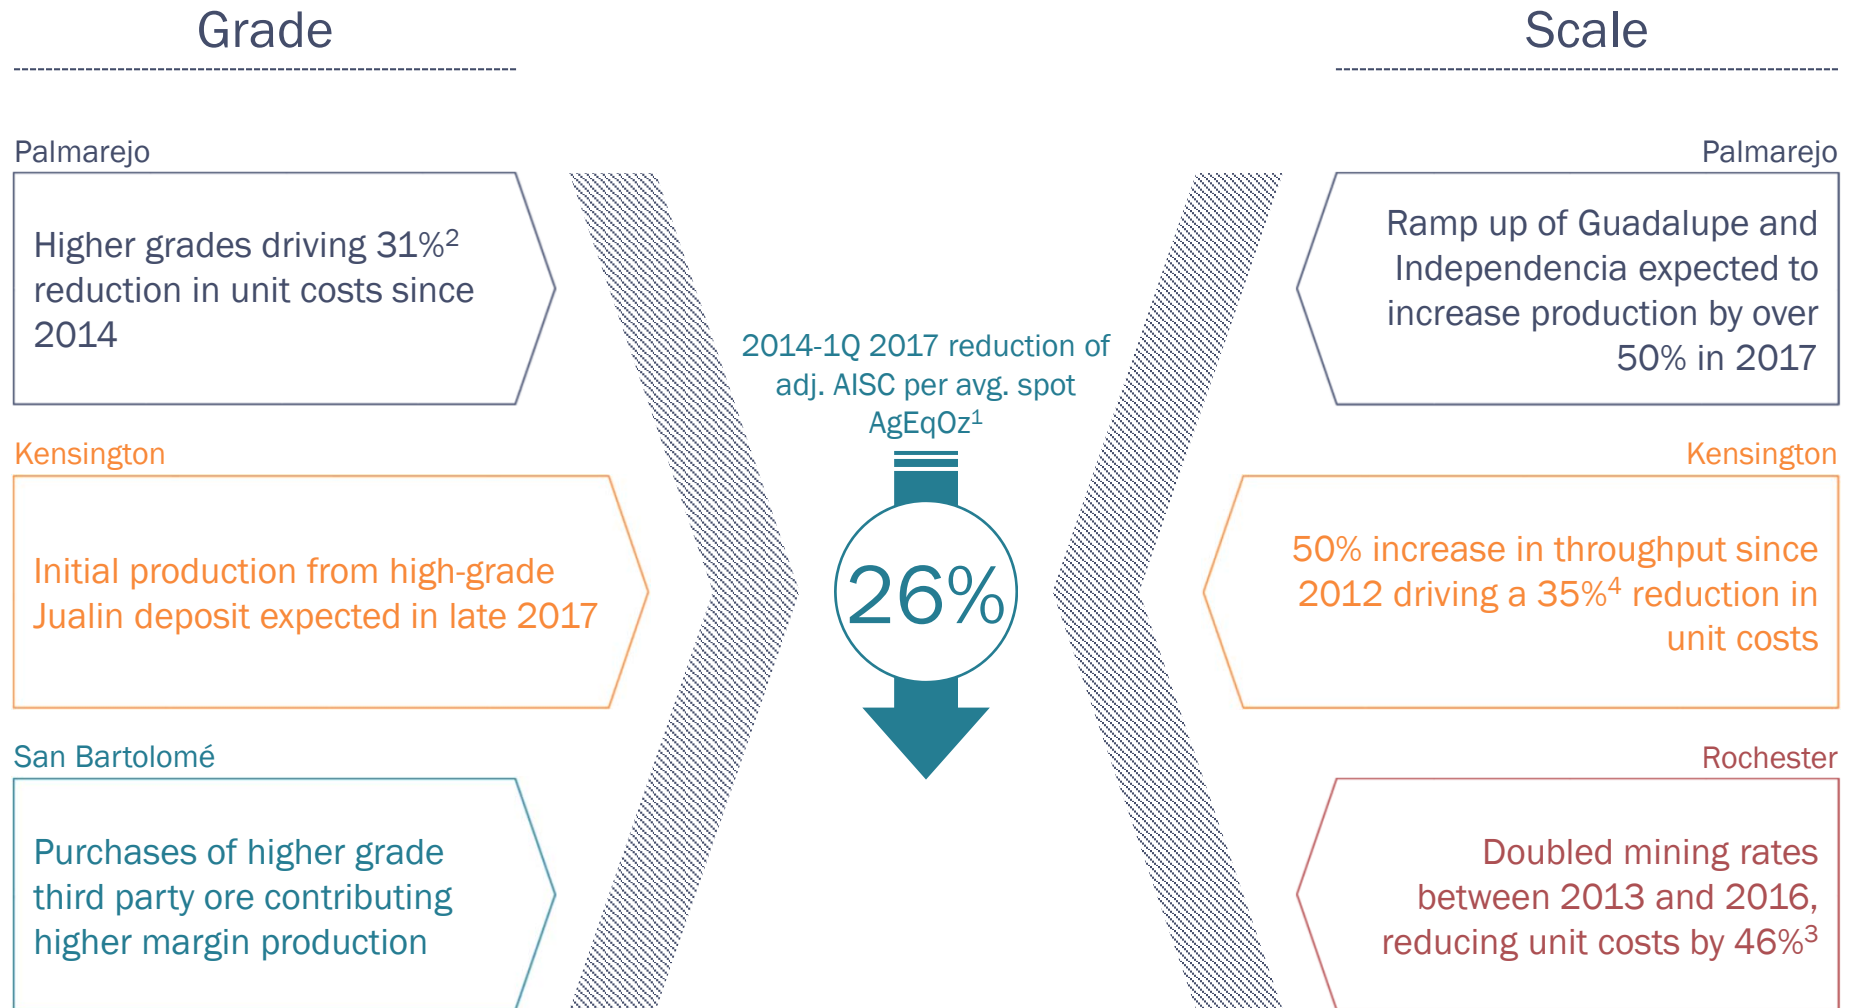 Grade
Palmarejo
Higher grades driving 31%²
reduction in unit costs since
2014
Kensington
Initial production from high-grade
Jualin deposit expected in late 2017
San Bartolomé
Purchases of higher grade
third party ore contributing
higher margin production
2014-1Q 2017 reduction of
adj. AISC per avg. spot
AgEqOz¹
26%
Scale
Palmarejo
Ramp up of Guadalupe and
Independencia expected to
increase production by over
50% in 2017
Kensington
50% increase in throughput since
2012 driving a 35%⁴ reduction in
unit costs
Rochester
Doubled mining rates
between 2013 and 2016,
reducing unit costs by 46%³